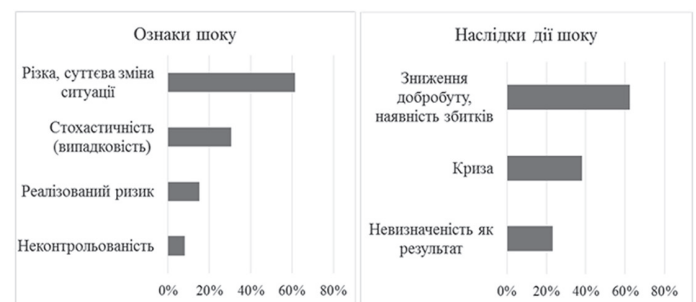 Ознаки шоку
Різка, суттєва зміна
ситуації
Стохастичність
(випадковість)
Реалізований ризик
Неконтрольованість
0% 20% 40% 60% 80%
Наслідки дії шоку
Зниження
добробуту,
наявність збитків
Криза
Невизначеність як
результат
0% 20% 40% 60% 80%